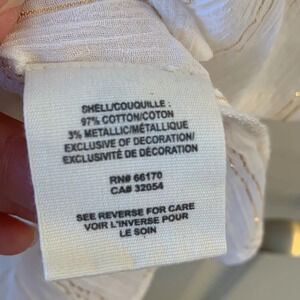 SHELL/COUQUILLE :
97% COTTON/COTON
3% METALLIC/MÉTALLIQUE
EXCLUSIVE OF DECORATION/
EXCLUSIVITÉ DE DÉCORATION
RN# 66170
CA# 32054
SEE REVERSE FOR CARE
VOIR L'INVERSE POUR
LE SOIN